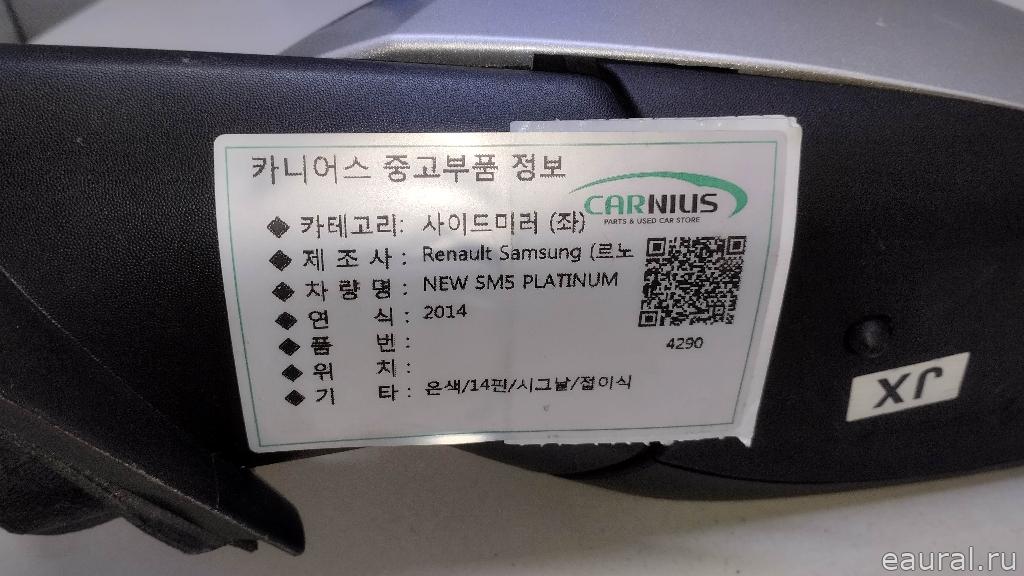 카니어스 중고부품 정보
CARNIUS
PARTS & USED CAR STORE
◆ 카테고리: 사이드미러 (좌)
◆ 제 조 사 : Renault Samsung (르노
◆ 차 량 명 : NEW SM5 PLATINUM
◆ 연 식 : 2014
◆ 품 번 :
◆ 위 치 :
◆ 기 타 : 은색/14핀/시그날/접이식
4290
JX
eaural.ru